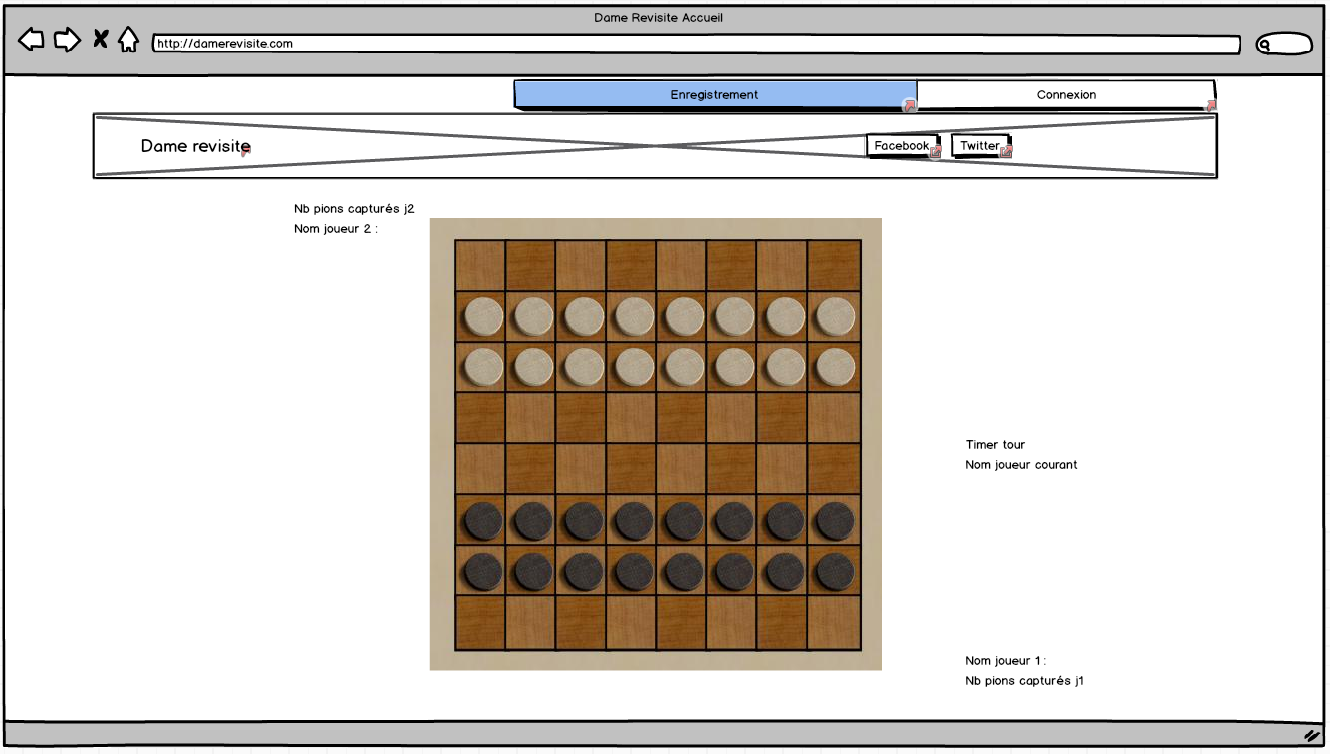 Dame Revisite Accueil
http://damerevisite.com
Enregistrement
Connexion
Dame revisite
Facebook
Twitter
Nb pions capturés j2
Nom joueur 2 :
Timer tour
Nom joueur courant
Nom joueur 1 :
Nb pions capturés j1